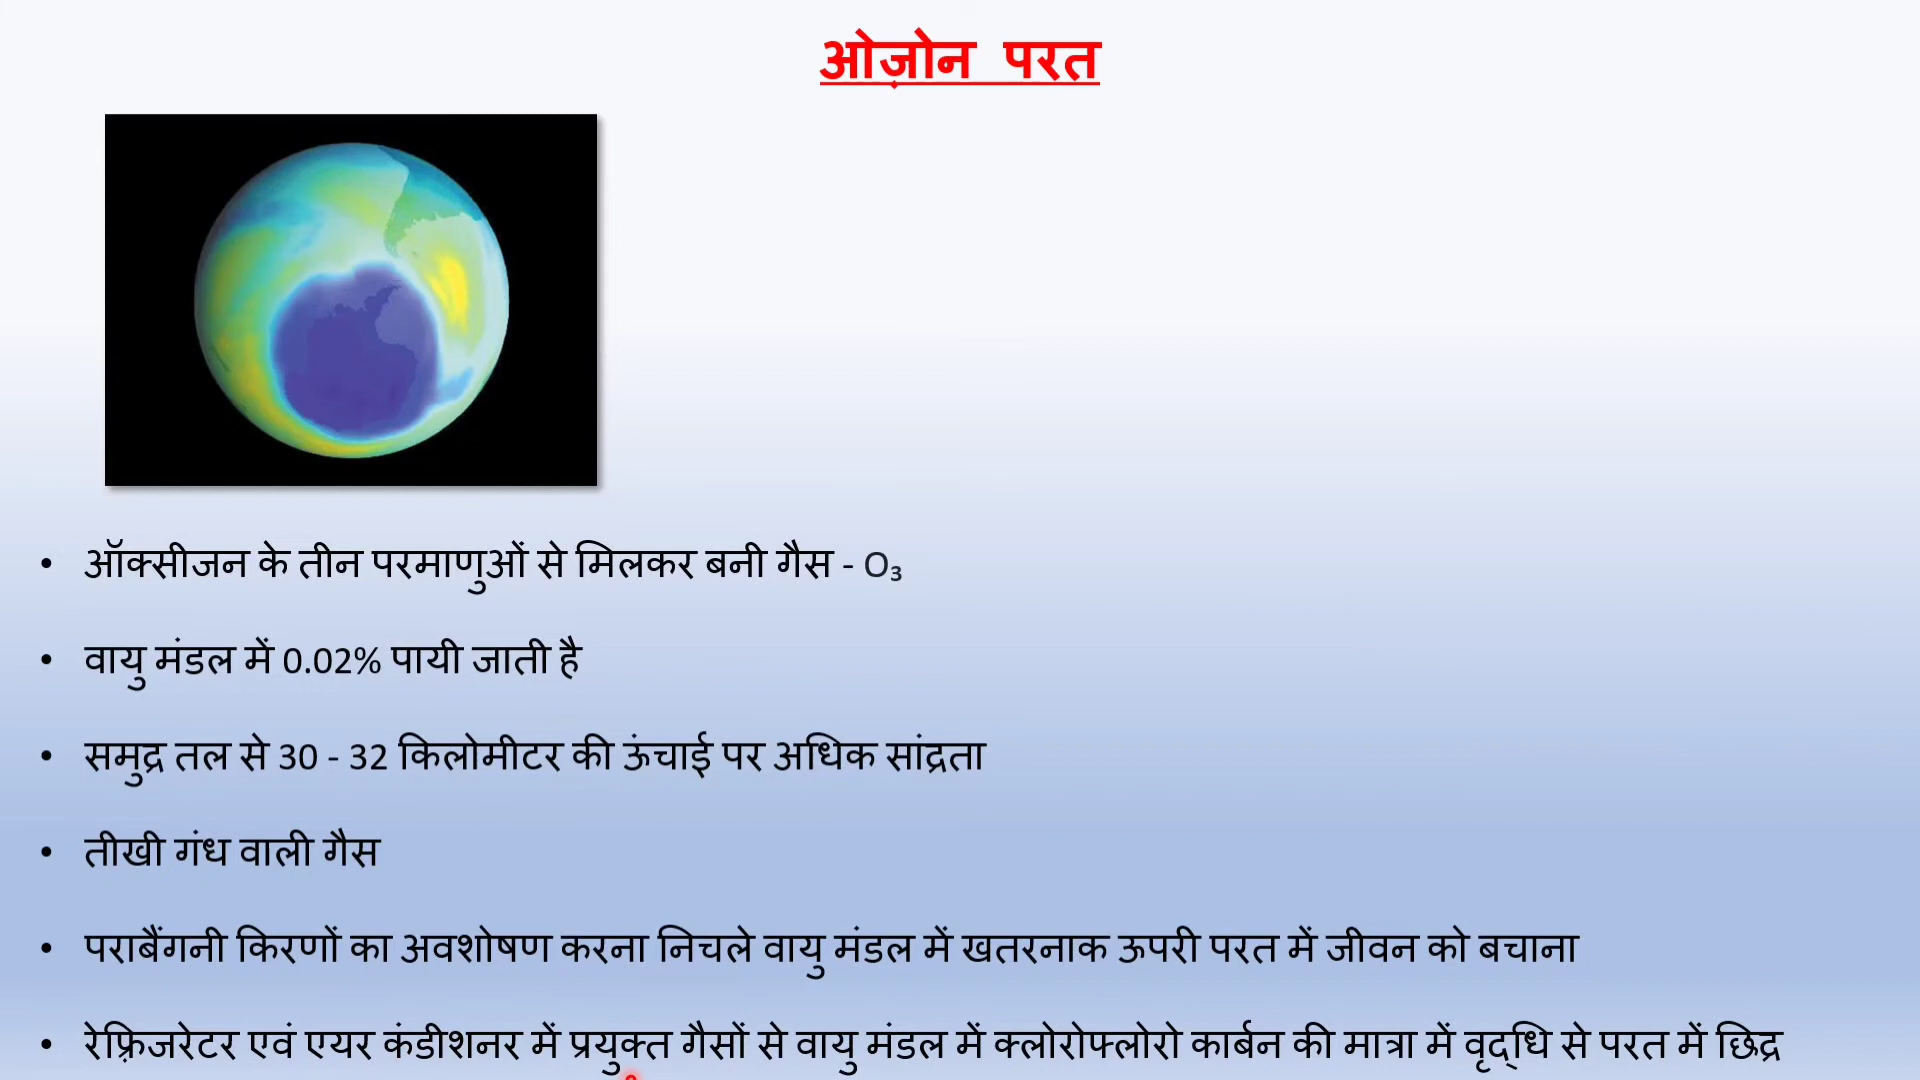 ओज़ोन परत
• ऑक्सीजन के तीन परमाणुओं से मिलकर बनी गैस - O₃
• वायु मंडल में 0.02% पायी जाती है
• समुद्र तल से 30 - 32 किलोमीटर की ऊंचाई पर अधिक सांद्रता
• तीखी गंध वाली गैस
• पराबैंगनी किरणों का अवशोषण करना निचले वायु मंडल में खतरनाक ऊपरी परत में जीवन को बचाना
• रेफ़्रिजरेटर एवं एयर कंडीशनर में प्रयुक्त गैसों से वायु मंडल में क्लोरोफ्लोरो कार्बन की मात्रा में वृद्धि से परत में छिद्र